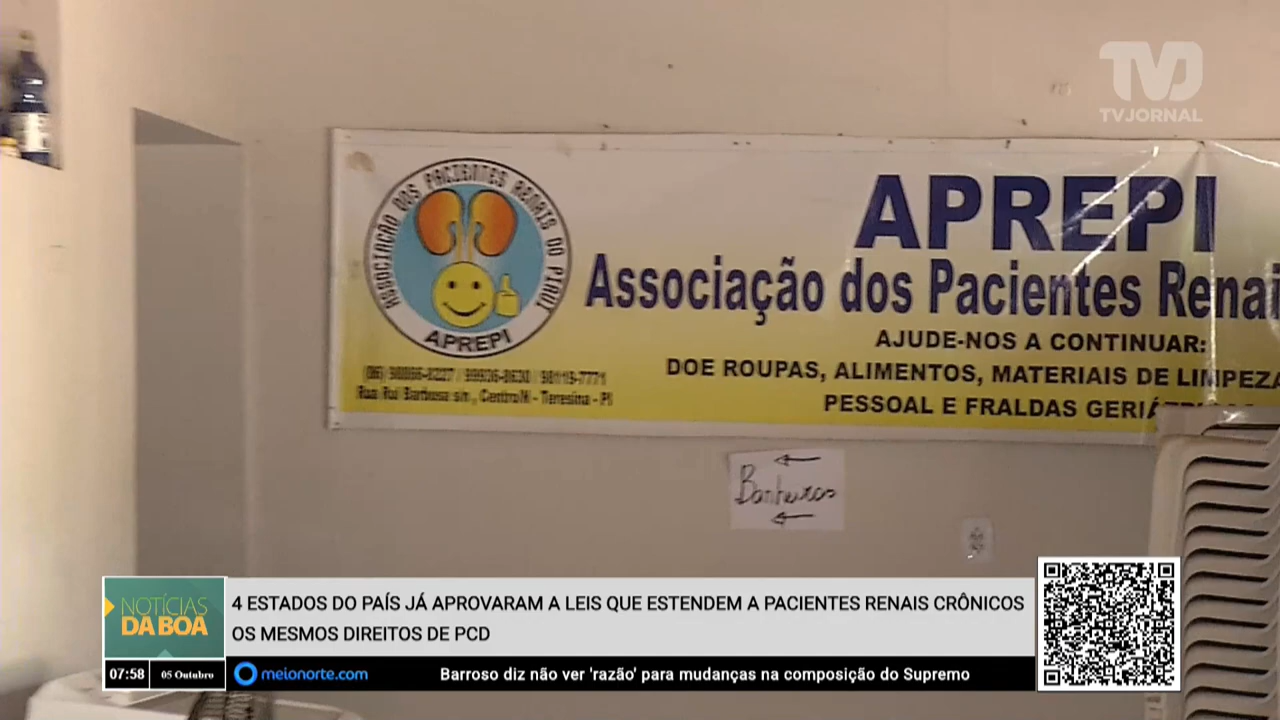 TVJ
TV JORNAL
ASSOCIAÇÃO DOS PACIENTES RENAIS DO PIAUÍ
APREPI
APREPI
Associação dos Pacientes Renai
AJUDE-NOS A CONTINUAR:
DOE ROUPAS, ALIMENTOS, MATERIAIS DE LIMPEZA
PESSOAL E FRALDAS
Rua Rui Barbosa s/n, Centro/N - Teresina - PI
Banheiros
NOTÍCIAS
DA BOA
4 ESTADOS DO PAÍS JÁ APROVARAM A LEIS QUE ESTENDEM A PACIENTES RENAIS CRÔNICOS
OS MESMOS DIREITOS DE PCD
07:58
05 Outubro
meionorte.com
Barroso diz não ver 'razão' para mudanças na composição do Supremo